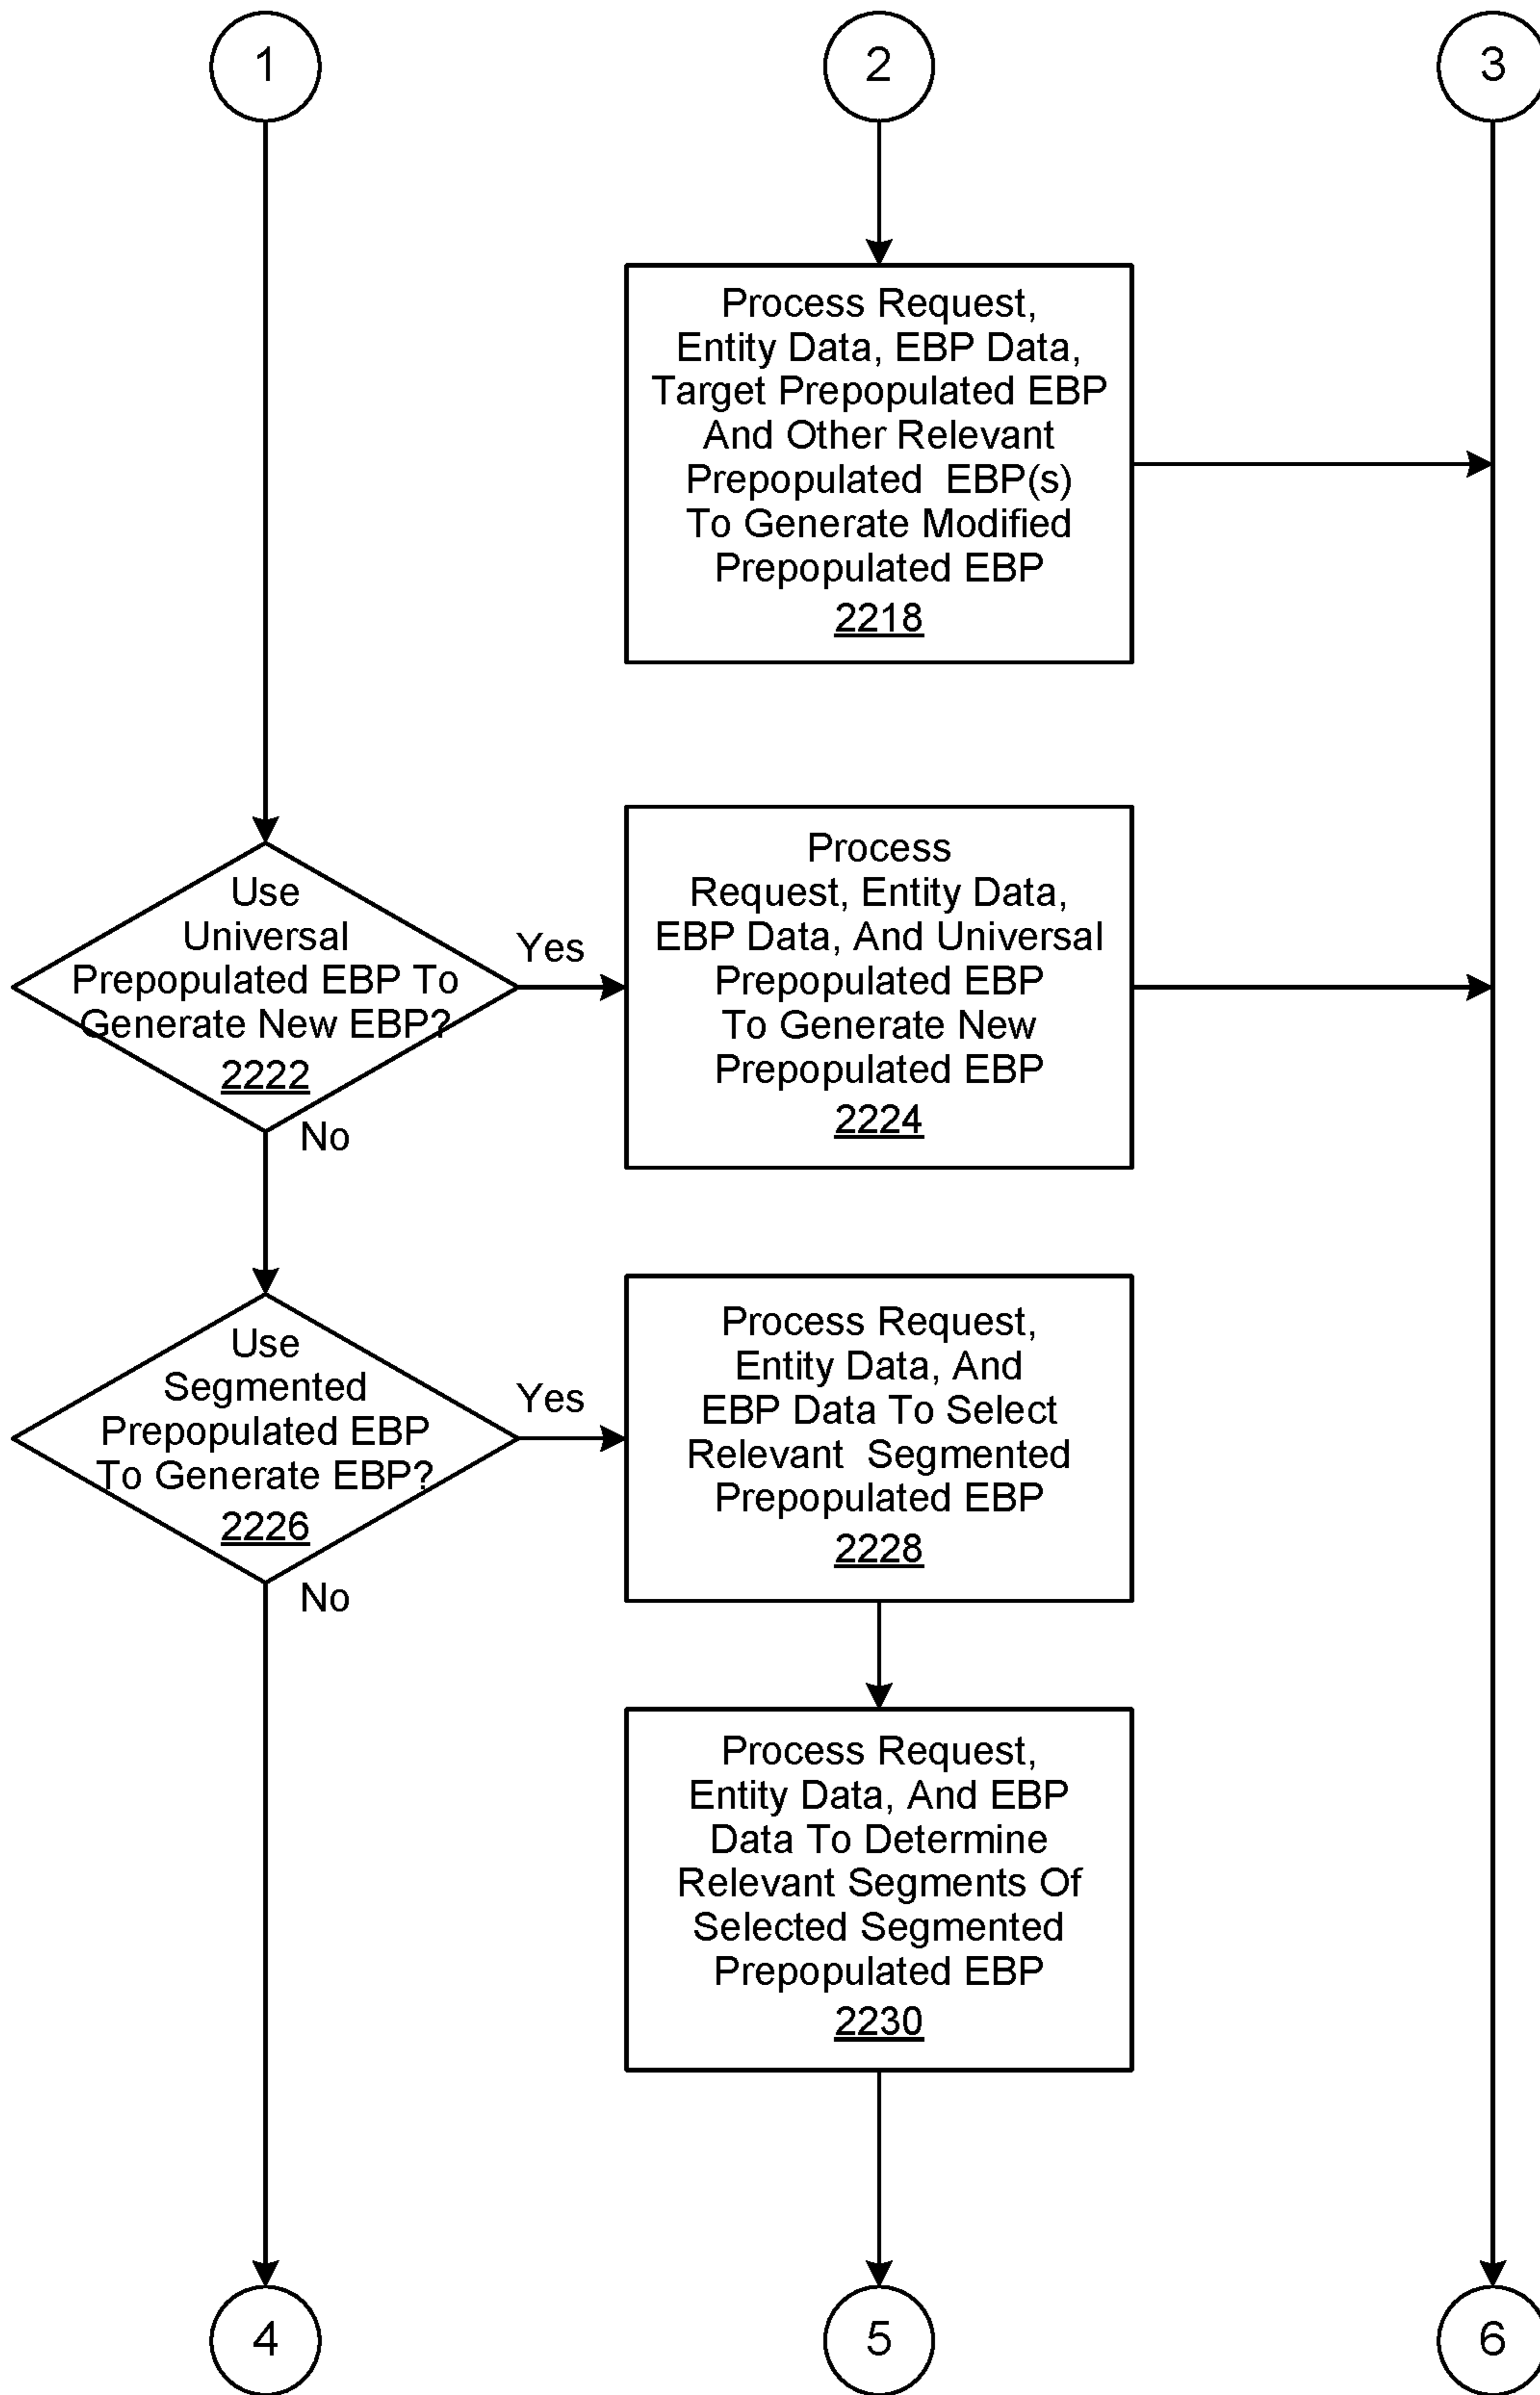 1
2
3
Process Request,
Entity Data, EBP Data,
Target Prepopulated EBP
And Other Relevant
Prepopulated EBP(s)
To Generate Modified
Prepopulated EBP
2218
Use
Universal
Prepopulated EBP To
Generate New EBP?
2222
Yes
No
Process
Request, Entity Data,
EBP Data, And Universal
Prepopulated EBP
To Generate New
Prepopulated EBP
2224
Use
Segmented
Prepopulated EBP
To Generate EBP?
2226
Yes
No
Process Request,
Entity Data, And
EBP Data To Select
Relevant Segmented
Prepopulated EBP
2228
Process Request,
Entity Data, And EBP
Data To Determine
Relevant Segments Of
Selected Segmented
Prepopulated EBP
2230
4
5
6